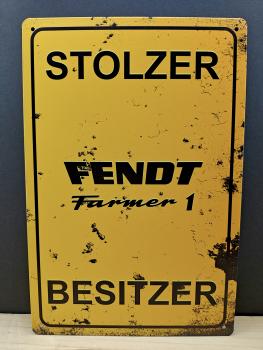 STOLZER
FENDT
Farmer 1
BESITZER